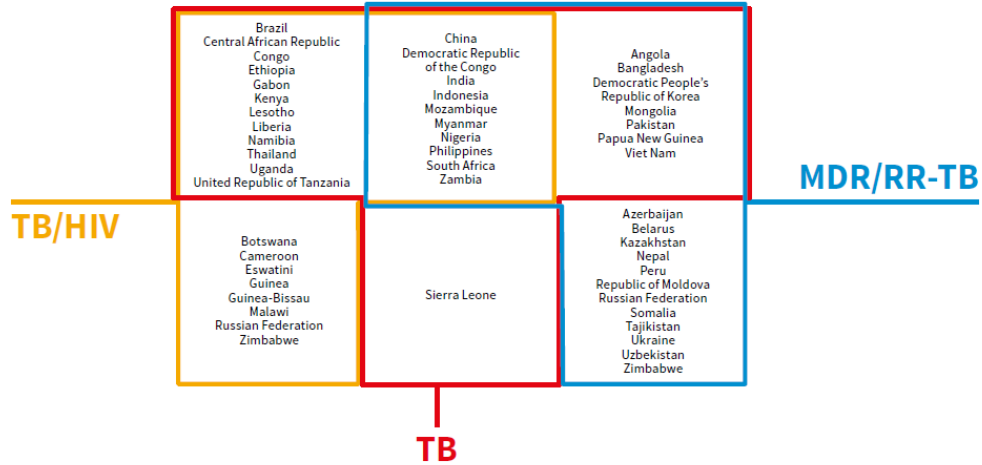 Brazil
Central African Republic
Congo
Ethiopia
Gabon
Kenya
Lesotho
Liberia
Namibia
Thailand
Uganda
United Republic of Tanzania
China
Democratic Republic
of the Congo
India
Indonesia
Mozambique
Myanmar
Nigeria
Philippines
South Africa
Zambia
Angola
Bangladesh
Democratic People's
Republic of Korea
Mongolia
Pakistan
Papua New Guinea
Viet Nam
MDR/RR-TB
TB/HIV
Botswana
Cameroon
Eswatini
Guinea
Guinea-Bissau
Malawi
Russian Federation
Zimbabwe
Sierra Leone
Azerbaijan
Belarus
Kazakhstan
Nepal
Peru
Republic of Moldova
Russian Federation
Somalia
Tajikistan
Ukraine
Uzbekistan
Zimbabwe
TB